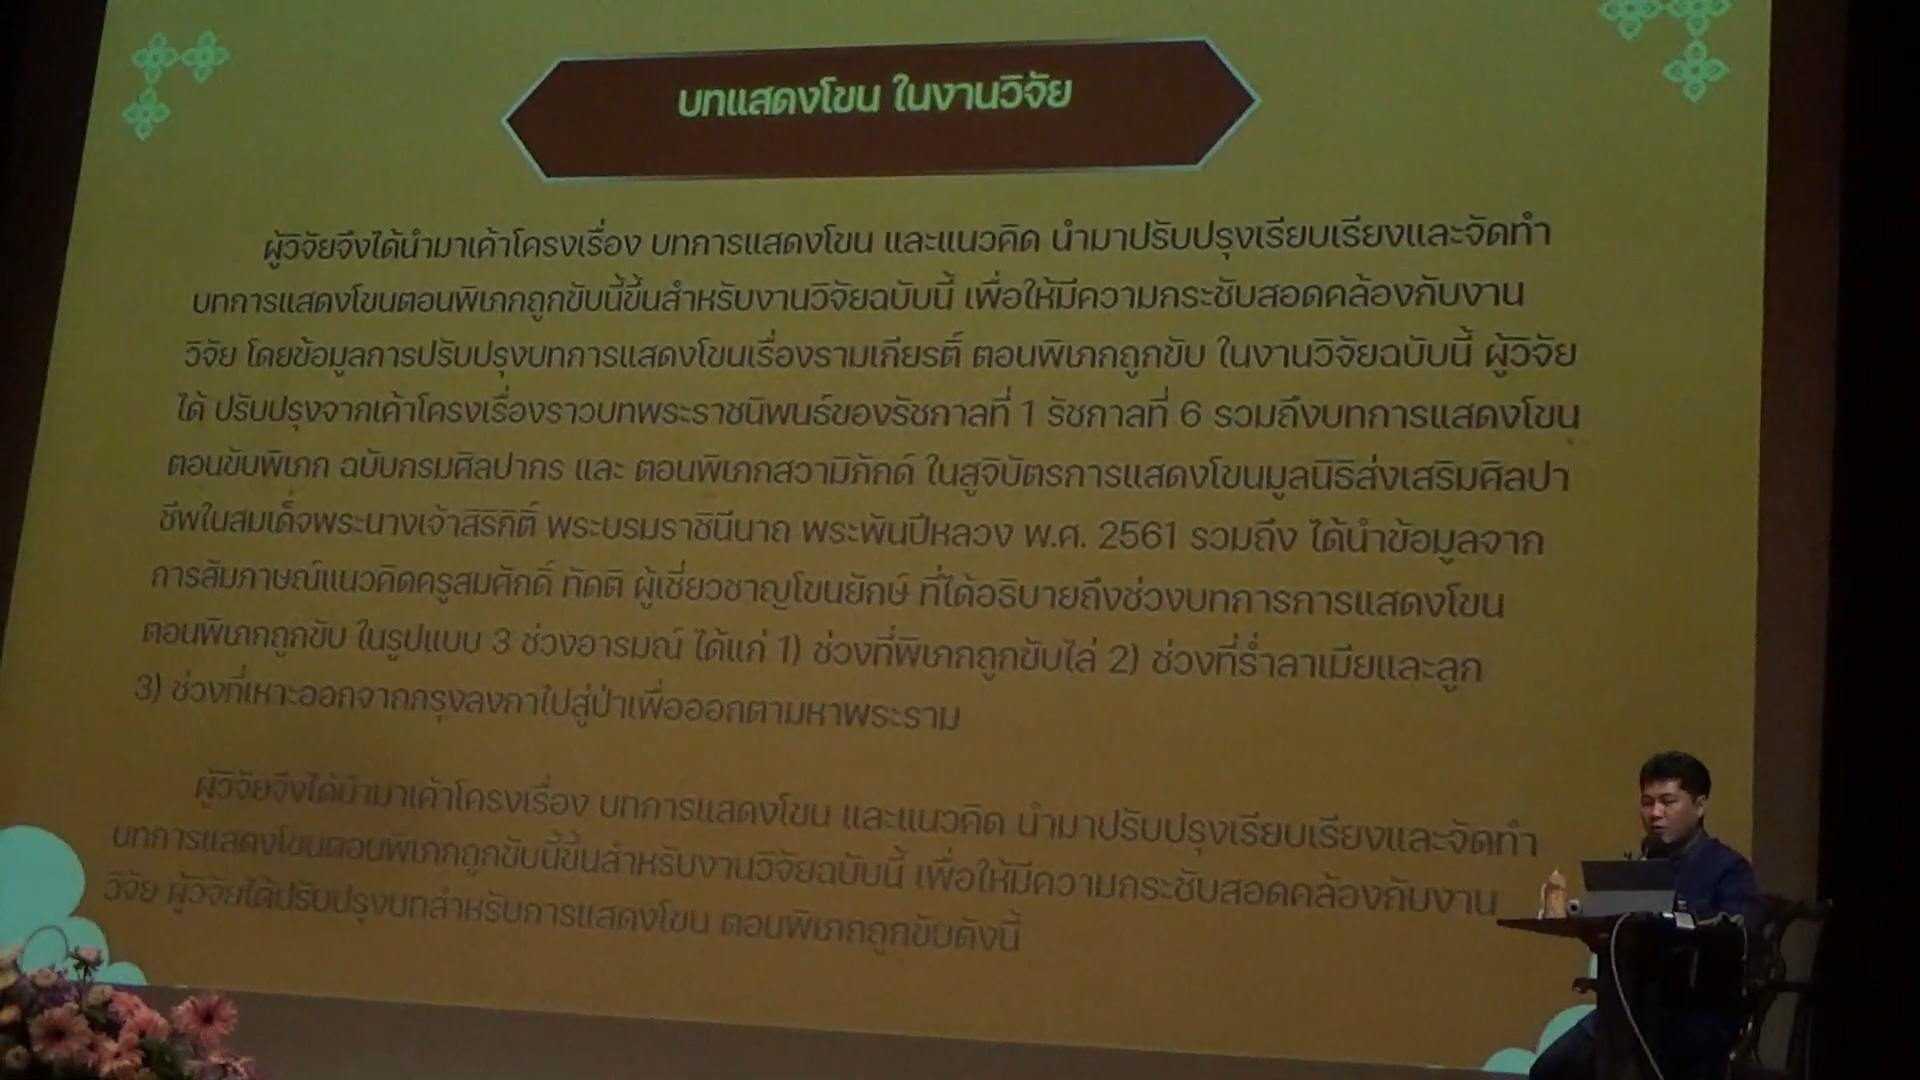 บทแสดงโขน ในงานวิจัย
ผู้วิจัยจึงได้นำมาเค้าโครงเรื่อง บทการแสดงโขน และแนวคิด นำมาปรับปรุงเรียบเรียงและจัดทำ
บทการแสดงโขนตอนพิเภกถูกขับนี้ขึ้นสำหรับงานวิจัยฉบับนี้ เพื่อให้มีความกระชับสอดคล้องกับงาน
วิจัย โดยข้อมูลการปรับปรุงบทการแสดงโขนเรื่องรามเกียรติ์ ตอนพิเภกถูกขับ ในงานวิจัยฉบับนี้ ผู้วิจัย
ได้ ปรับปรุงจากเค้าโครงเรื่องราวบทพระราชนิพนธ์ของรัชกาลที่ 1 รัชกาลที่ 6 รวมถึงบทการแสดงโขน
ตอนขับพิเภก ฉบับกรมศิลปากร และ ตอนพิเภกสวามิภักดิ์ ในสูจิบัตรการแสดงโขนมูลนิธิส่งเสริมศิลปา
ชีพในสมเด็จพระนางเจ้าสิริกิติ์ พระบรมราชินีนาถ พระพันปีหลวง พ.ศ. 2561 รวมถึง ได้นำข้อมูลจาก
การสัมภาษณ์แนวคิดครูสมศักดิ์ ทัดติ ผู้เชี่ยวชาญโขนยักษ์ ที่ได้อธิบายถึงช่วงบทการการแสดงโขน
ตอนพิเภกถูกขับ ในรูปแบบ 3 ช่วงอารมณ์ ได้แก่ 1) ช่วงที่พิเภกถูกขับไล่ 2) ช่วงที่ร่ำลาเมียและลูก
3) ช่วงที่เหาะออกจากกรุงลงกาไปสู่ป่าเพื่อออกตามหาพระราม
ผู้วิจัยจึงได้นำมาเค้าโครงเรื่อง บทการแสดงโขน และแนวคิด นำมาปรับปรุงเรียบเรียงและจัดทำ
บทการแสดงโขนตอนพิเภกถูกขับนี้ขึ้นสำหรับงานวิจัยฉบับนี้ เพื่อให้มีความกระชับสอดคล้องกับงาน
วิจัย ผู้วิจัยได้ปรับปรุงบทสำหรับการแสดงโขน ตอนพิเภกถูกขับดังนี้